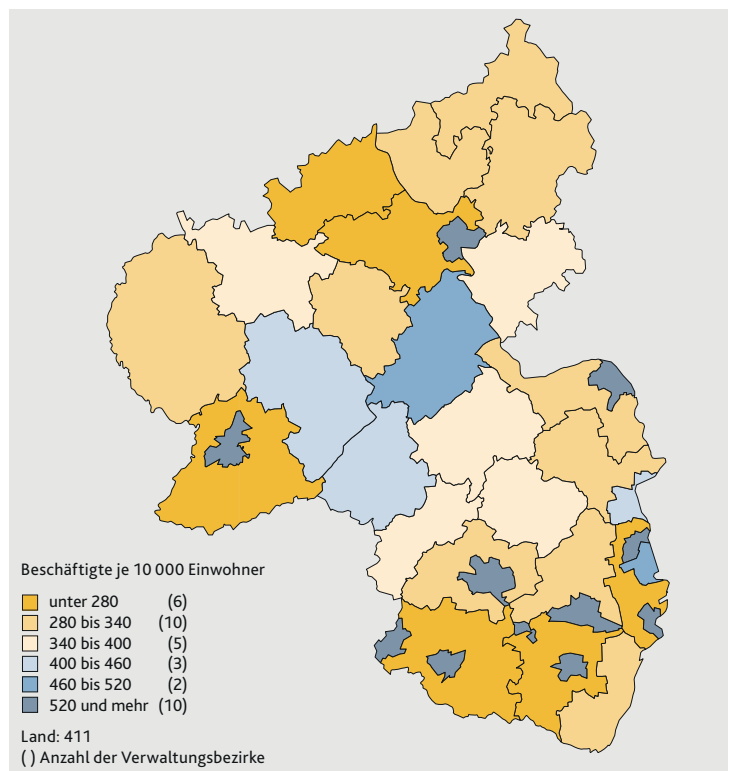 Beschäftigte je 10 000 Einwohner
unter 280 (6)
280 bis 340 (10)
340 bis 400 (5)
400 bis 460 (3)
460 bis 520 (2)
520 und mehr (10)
Land: 411
( ) Anzahl der Verwaltungsbezirke